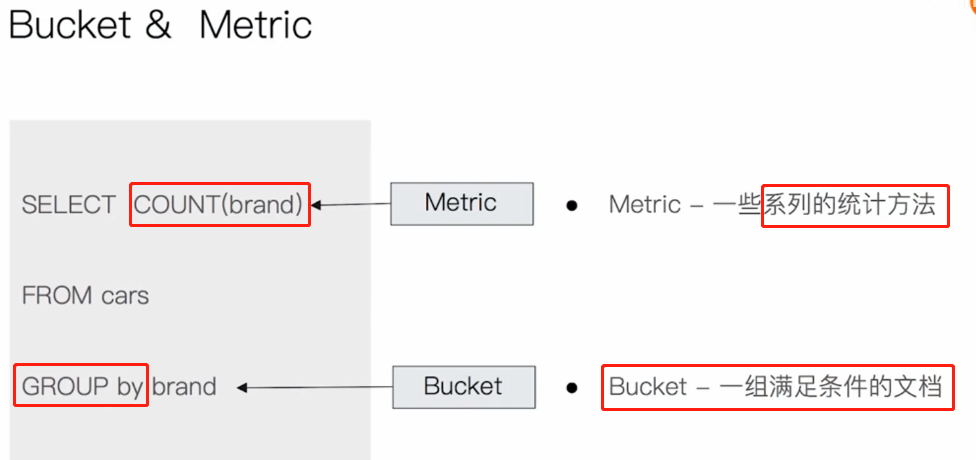 Bucket & Metric
SELECT COUNT(brand)
Metric
• Metric – 一些系列的统计方法
FROM cars
GROUP by brand
Bucket
• Bucket – 一组满足条件的文档